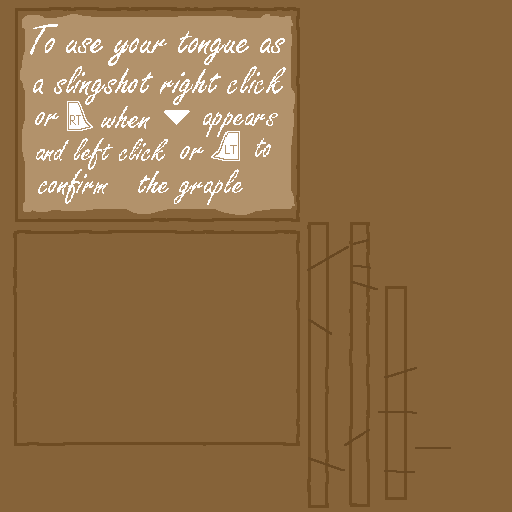 To use your tongue as
a slingshot right click
or RT when appears
and left click or LT to
confirm the graple